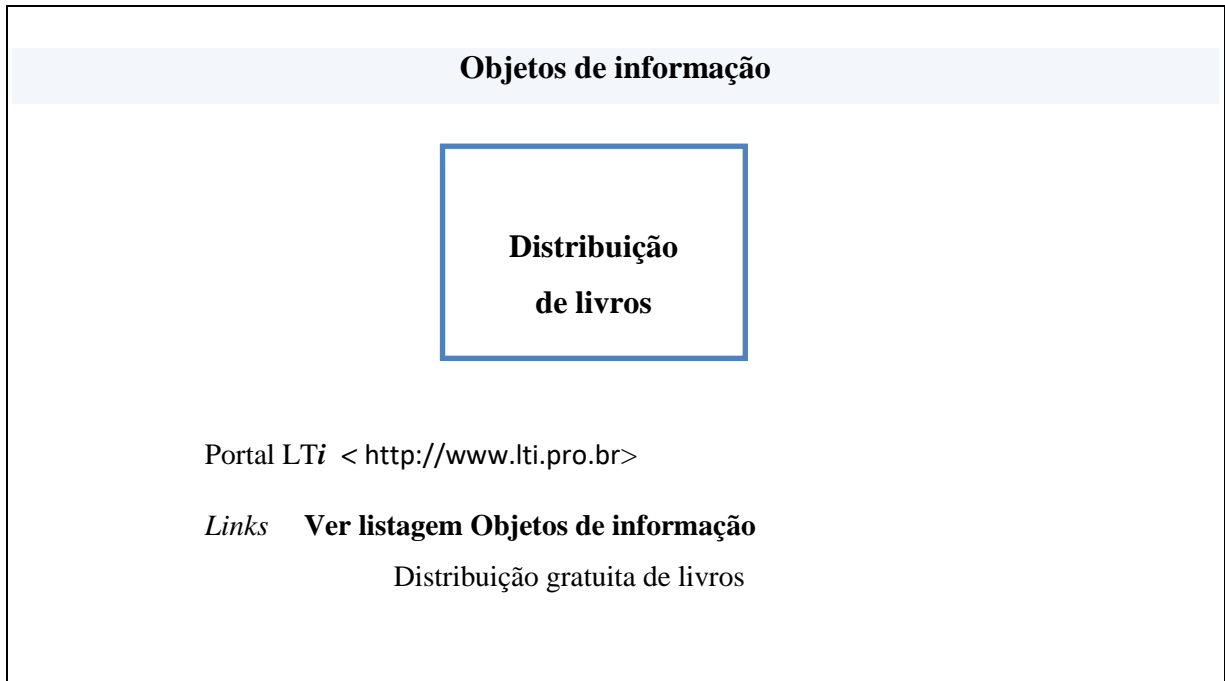 Objetos de informação
Distribuição
de livros
Portal LTi < http://www.lti.pro.br>
Links Ver listagem Objetos de informação
Distribuição gratuita de livros